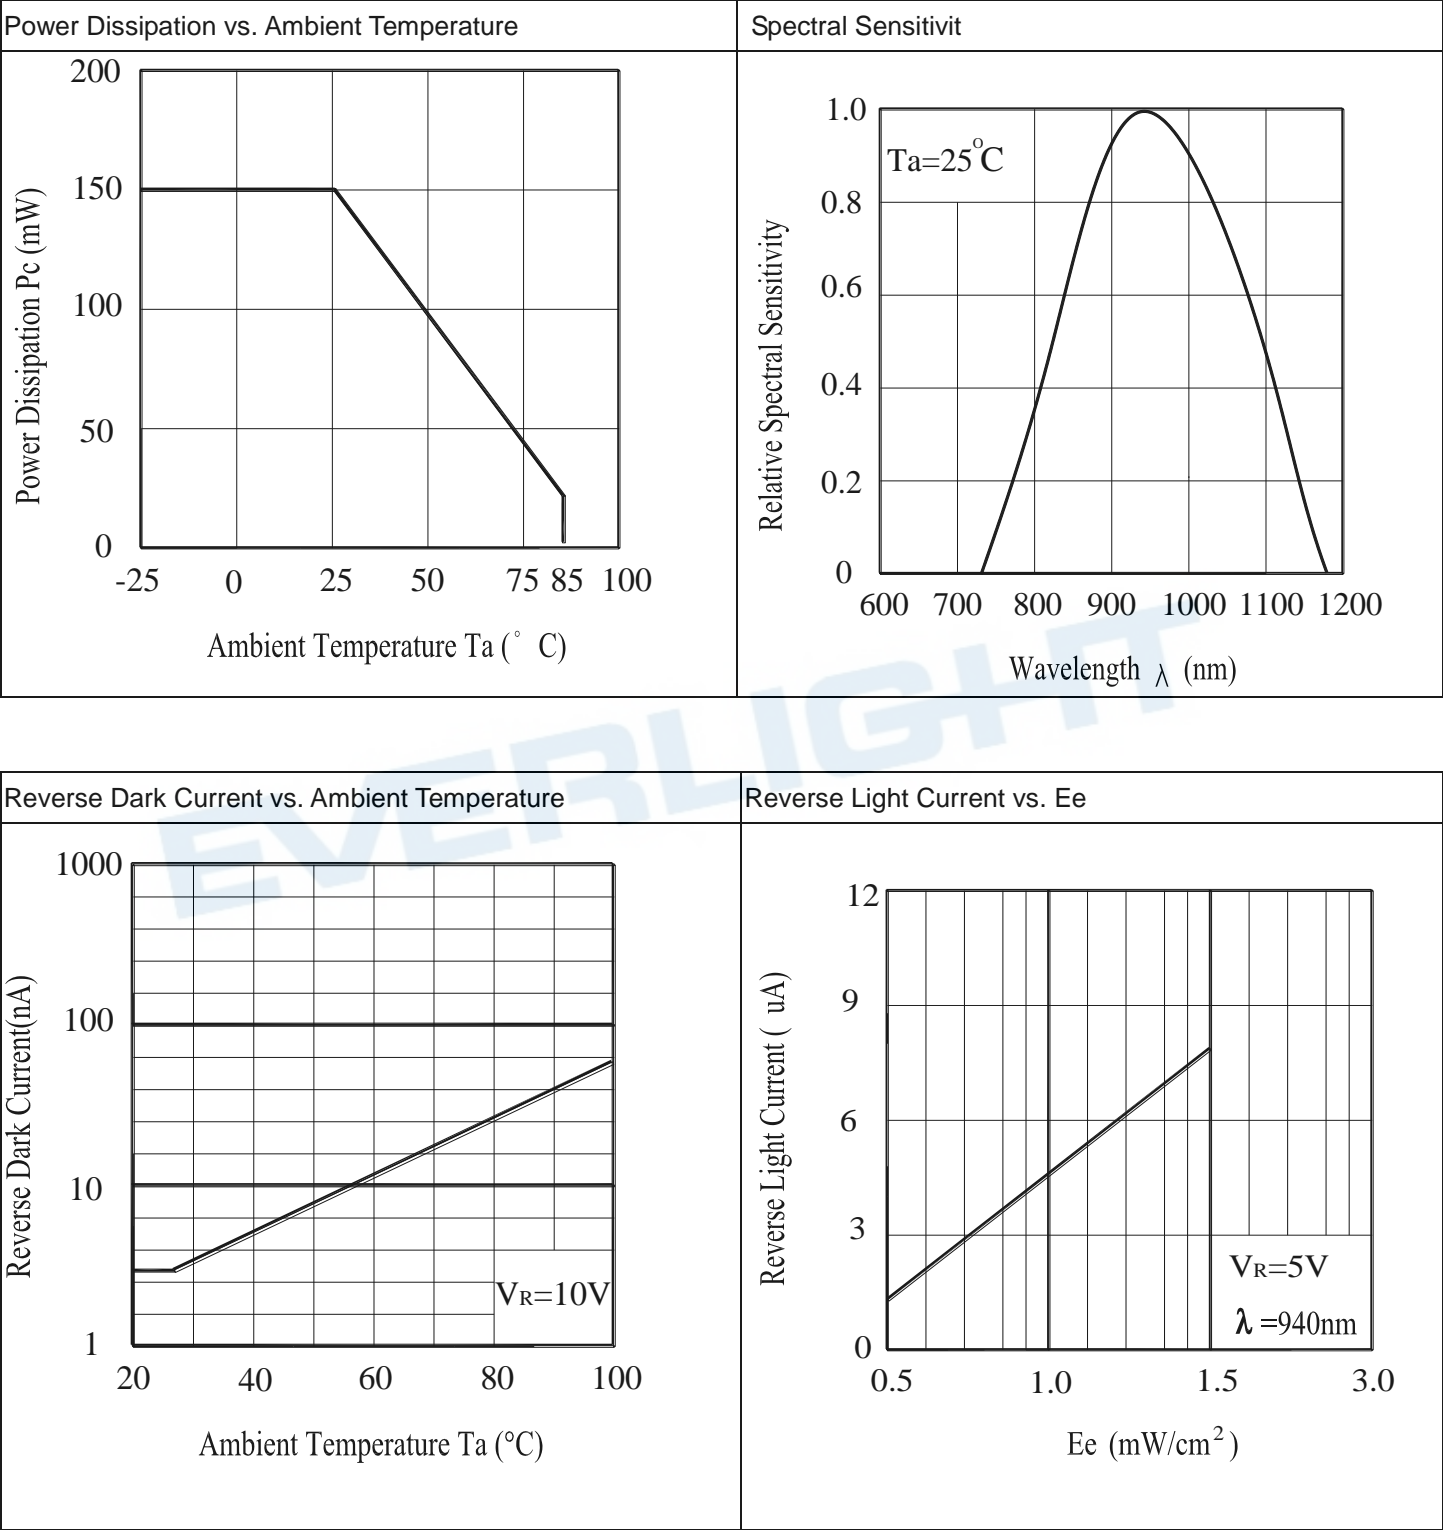 Power Dissipation vs. Ambient Temperature
200
150
100
50
0
-25 0 25 50 75 85 100
Power Dissipation Pc (mW)
Ambient Temperature Ta ( ° C)
Spectral Sensitivit
1.0
0.8
0.6
0.4
0.2
0
Ta=25°C
600 700 800 900 1000 1100 1200
Relative Spectral Sensitivity
Wavelength λ (nm)
EVERLIGHT
Reverse Dark Current vs. Ambient Temperature
1000
100
10
1
VR=10V
20 40 60 80 100
Reverse Dark Current(nA)
Ambient Temperature Ta (°C)
Reverse Light Current vs. Ee
12
9
6
3
0
VR=5V
λ =940nm
0.5 1.0 1.5 3.0
Reverse Light Current ( uA)
Ee (mW/cm²)